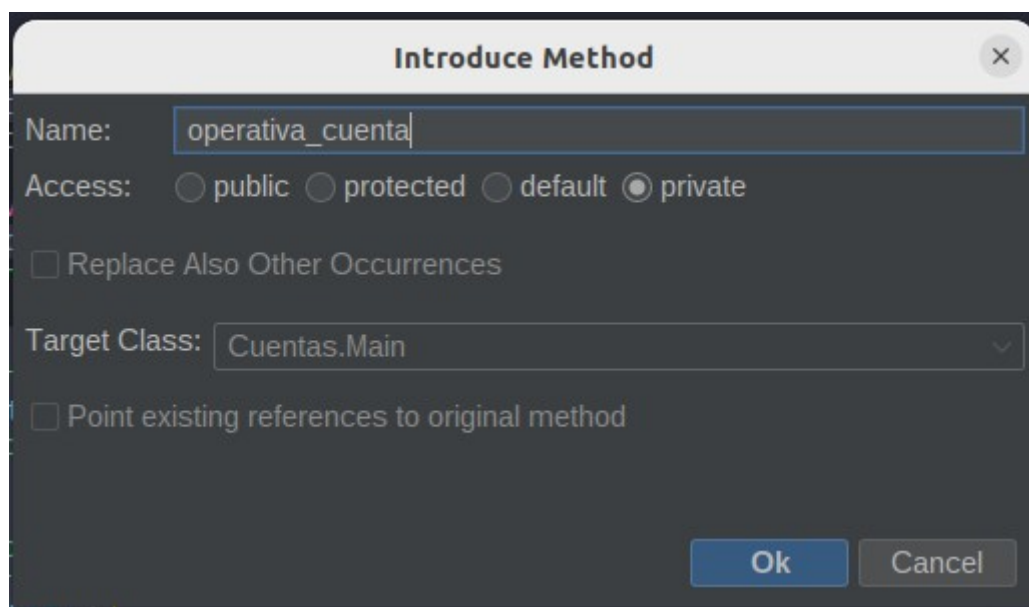 Introduce Method
Name: operativa_cuenta
Access: public protected default private
Replace Also Other Occurrences
Target Class: Cuentas.Main
Point existing references to original method
Ok Cancel